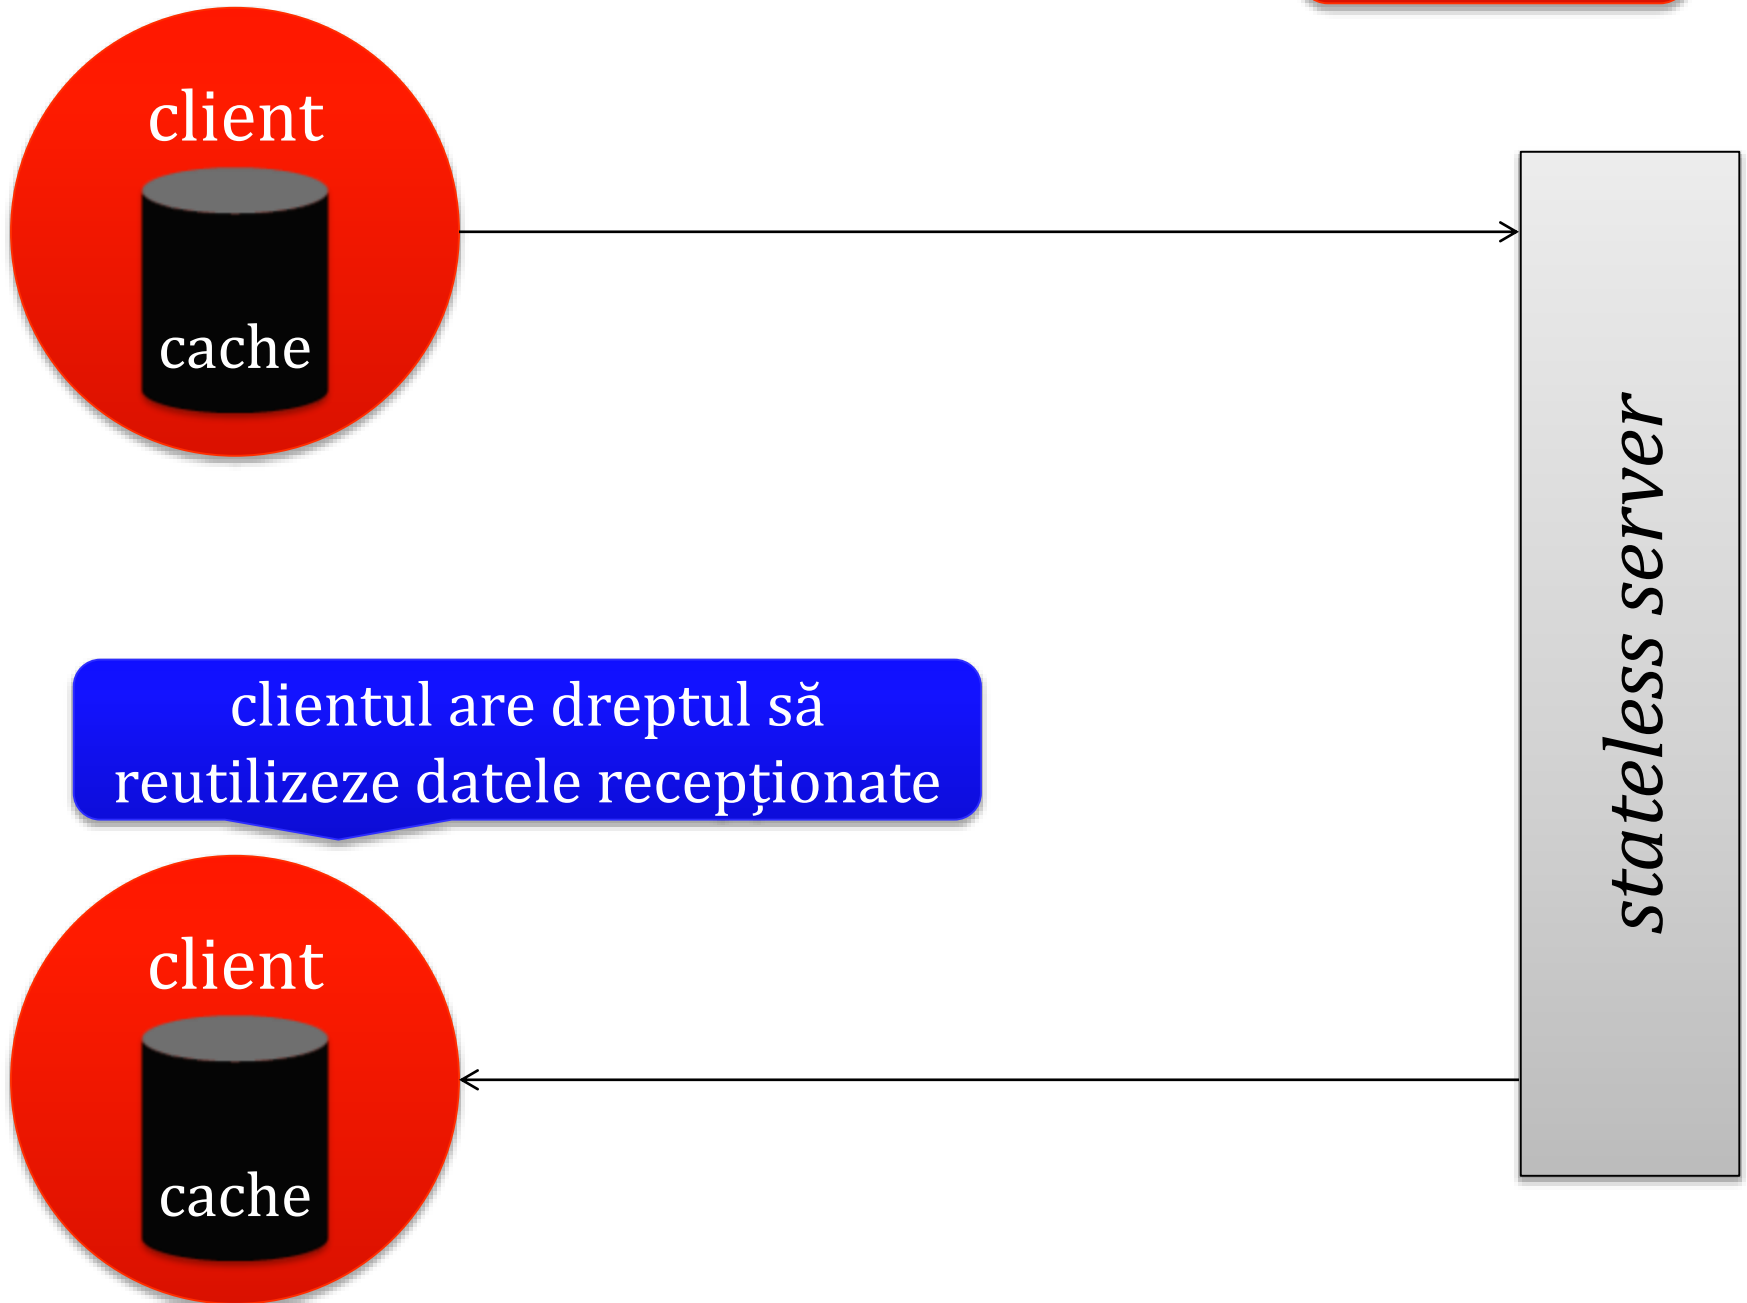 client
cache
stateless server
clientul are dreptul să
reutilizeze datele recepționate
client
cache